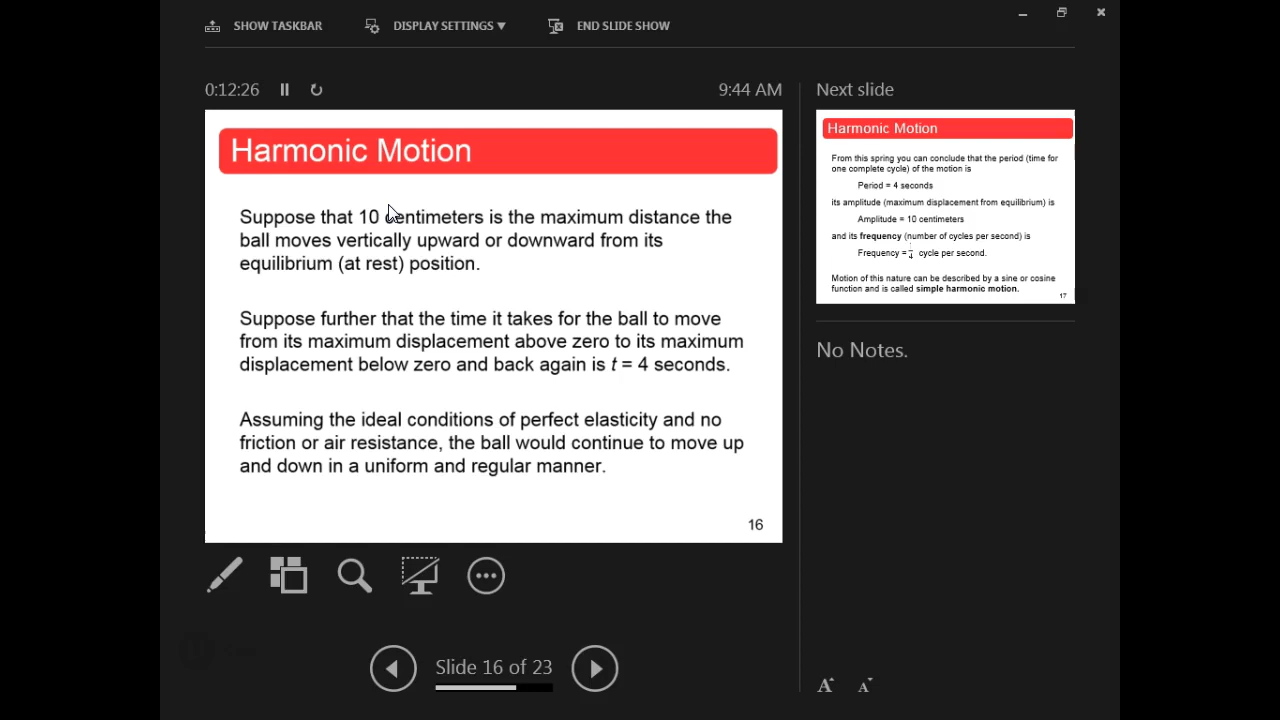 SHOW TASKBAR
DISPLAY SETTINGS ▼
END SLIDE SHOW
0:12:26
9:44 AM
Harmonic Motion
Suppose that 10 centimeters is the maximum distance the
ball moves vertically upward or downward from its
equilibrium (at rest) position.
Suppose further that the time it takes for the ball to move
from its maximum displacement above zero to its maximum
displacement below zero and back again is t = 4 seconds.
Assuming the ideal conditions of perfect elasticity and no
friction or air resistance, the ball would continue to move up
and down in a uniform and regular manner.
16
Slide 16 of 23
Next slide
Harmonic Motion
From this spring you can conclude that the period (time for
one complete cycle) of the motion is
Period = 4 seconds
its amplitude (maximum displacement from equilibrium) is
Amplitude = 10 centimeters
and its frequency (number of cycles per second) is
Frequency = 1/4 cycle per second.
Motion of this nature can be described by a sine or cosine
function and is called simple harmonic motion.
17
No Notes.
A A